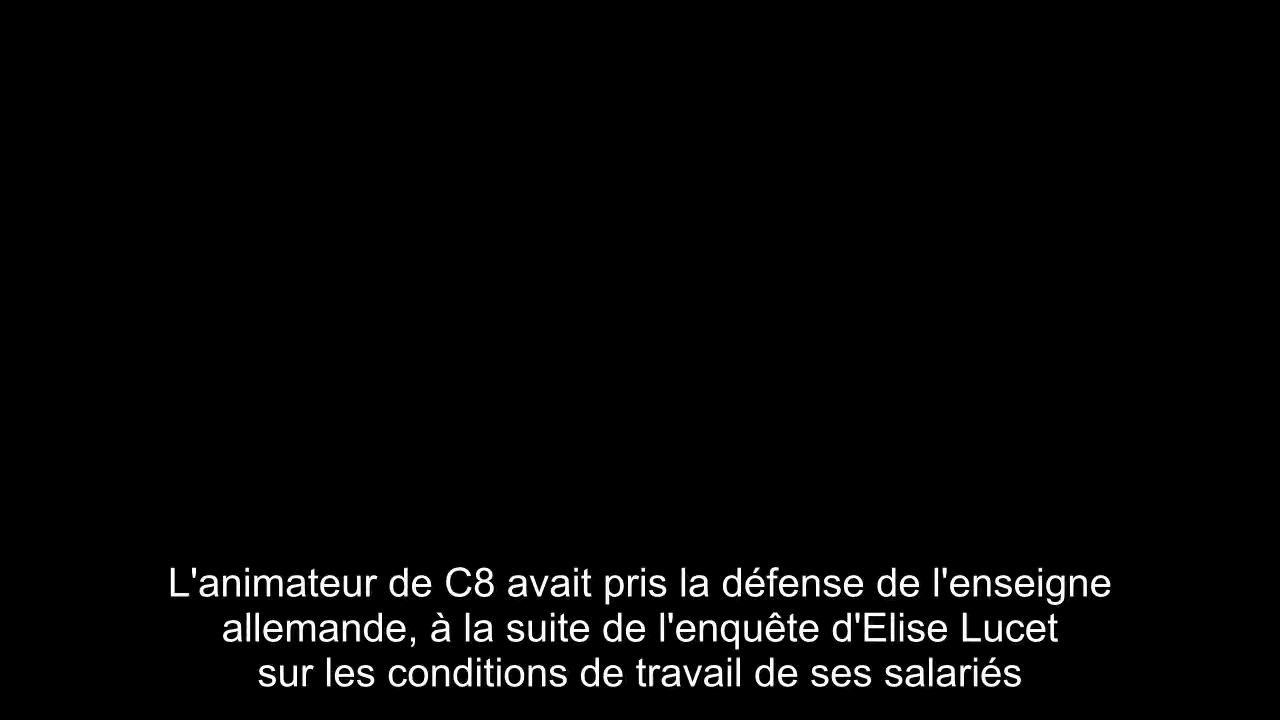 L'animateur de C8 avait pris la défense de l'enseigne
allemande, à la suite de l'enquête d'Elise Lucet
sur les conditions de travail de ses salariés